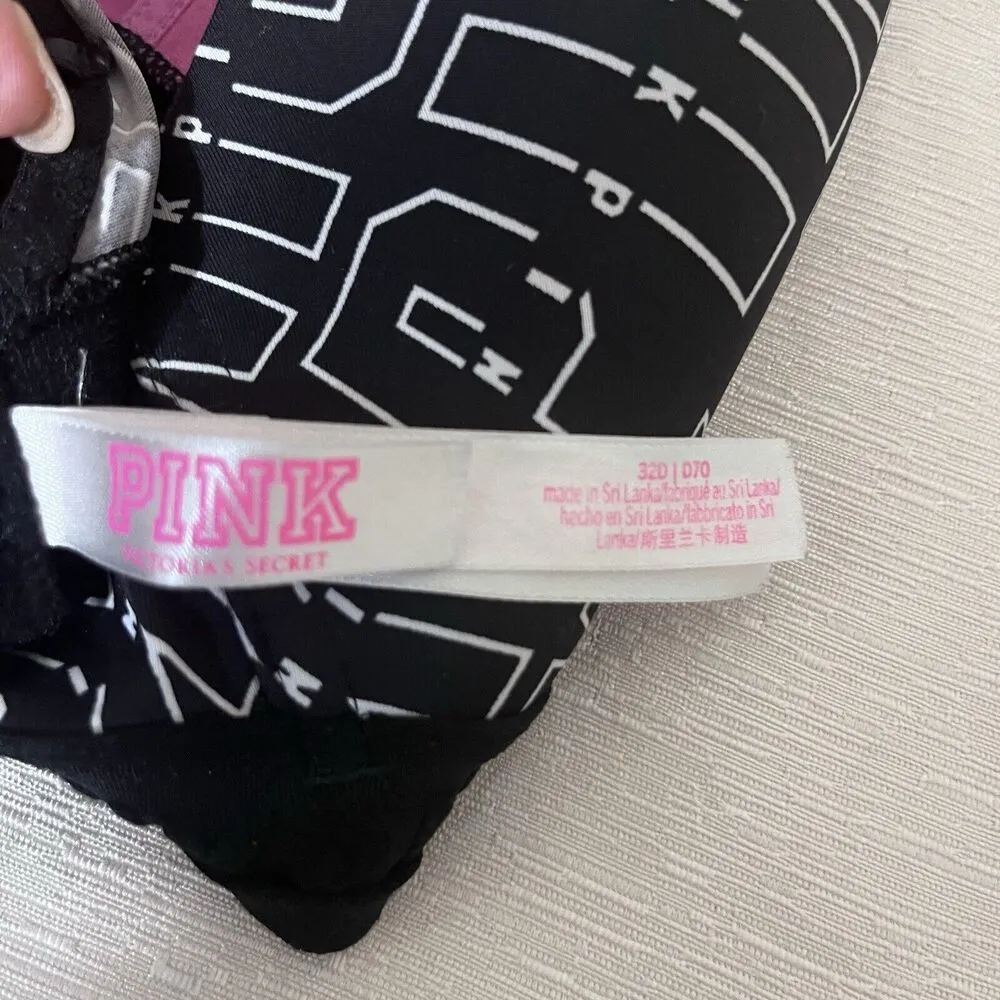 PINK
VICTORIA'S SECRET
32D | D70
made in Sri Lanka/fabriqué au Sri Lanka/
hecho en Sri Lanka/fabbricato in Sri
Lanka/斯里兰卡制造
P
K
K
P
I
N
N